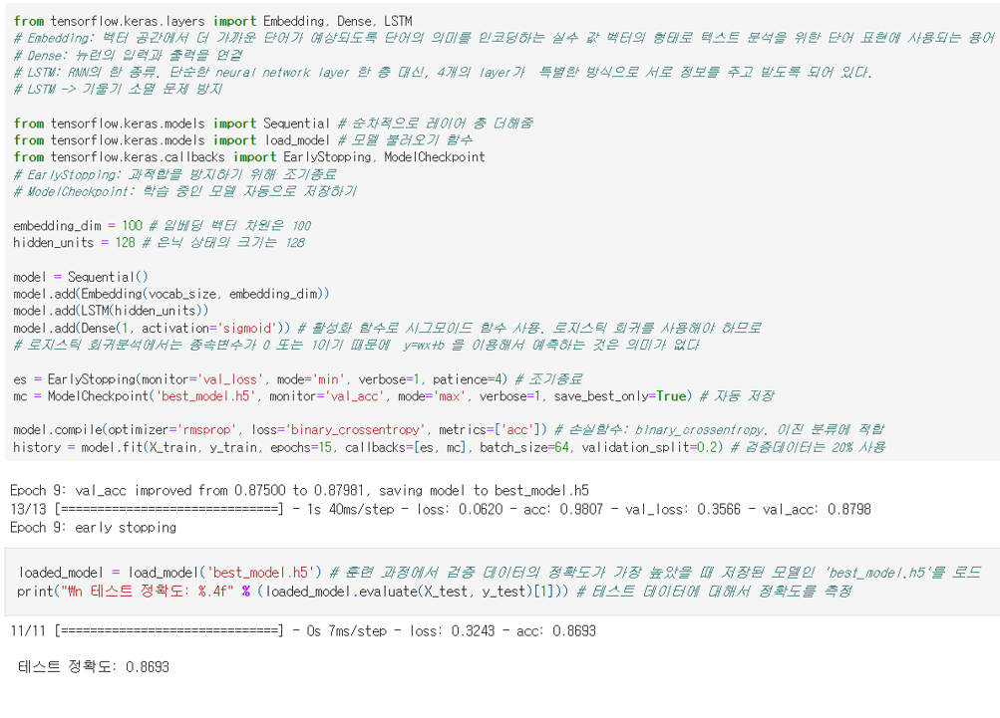 from tensorflow.keras.layers import Embedding, Dense, LSTM
# Embedding: 벡터 공간에서 더 가까운 단어가 예상되도록 단어의 의미를 인코딩하는 실수 값 벡터의 형태로 텍스트 분석을 위한 단어 표현에 사용되는 용어
# Dense: 뉴런의 입력과 출력을 연결
# LSTM: RNN의 한 종류. 단순한 neural network layer 한 층 대신, 4개의 layer가 특별한 방식으로 서로 정보를 주고 받도록 되어 있다.
# LSTM -> 기울기 소멸 문제 방지
from tensorflow.keras.models import Sequential # 순차적으로 레이어 층 더해줌
from tensorflow.keras.models import load_model # 모델 불러오기 함수
from tensorflow.keras.callbacks import EarlyStopping, ModelCheckpoint
# EarlyStopping: 과적합을 방지하기 위해 조기종료
# ModelCheckpoint: 학습 중인 모델 자동으로 저장하기
embedding_dim = 100 # 임베딩 벡터 차원은 100
hidden_units = 128 # 은닉 상태의 크기는 128
model = Sequential()
model.add(Embedding(vocab_size, embedding_dim))
model.add(LSTM(hidden_units))
model.add(Dense(1, activation='sigmoid')) # 활성화 함수로 시그모이드 함수 사용. 로지스틱 회귀를 사용해야 하므로
# 로지스틱 회귀분석에서는 종속변수가 0 또는 1이기 때문에 y=wx+b 을 이용해서 예측하는 것은 의미가 없다
es = EarlyStopping(monitor='val_loss', mode='min', verbose=1, patience=4) # 조기종료
mc = ModelCheckpoint('best_model.h5', monitor='val_acc', mode='max', verbose=1, save_best_only=True) # 자동 저장
model.compile(optimizer='rmsprop', loss='binary_crossentropy', metrics=['acc']) # 손실함수: binary_crossentropy. 이진 분류에 적합
history = model.fit(X_train, y_train, epochs=15, callbacks=[es, mc], batch_size=64, validation_split=0.2) # 검증데이터는 20% 사용
Epoch 9: val_acc improved from 0.87500 to 0.87981, saving model to best_model.h5
13/13 [==============================] - 1s 40ms/step - loss: 0.0620 - acc: 0.9807 - val_loss: 0.3566 - val_acc: 0.8798
Epoch 9: early stopping
loaded_model = load_model('best_model.h5') # 훈련 과정에서 검증 데이터의 정확도가 가장 높았을 때 저장된 모델인 'best_model.h5'를 로드
print("₩n 테스트 정확도: %.4f" % (loaded_model.evaluate(X_test, y_test)[1])) # 테스트 데이터에 대해서 정확도를 측정
11/11 [==============================] - 0s 7ms/step - loss: 0.3243 - acc: 0.8693
테스트 정확도: 0.8693